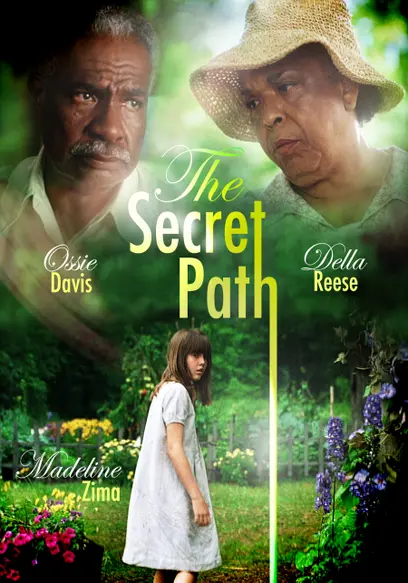 The
Secret
Path
Ossie
Davis
Della
Reese
Madeline
Zima